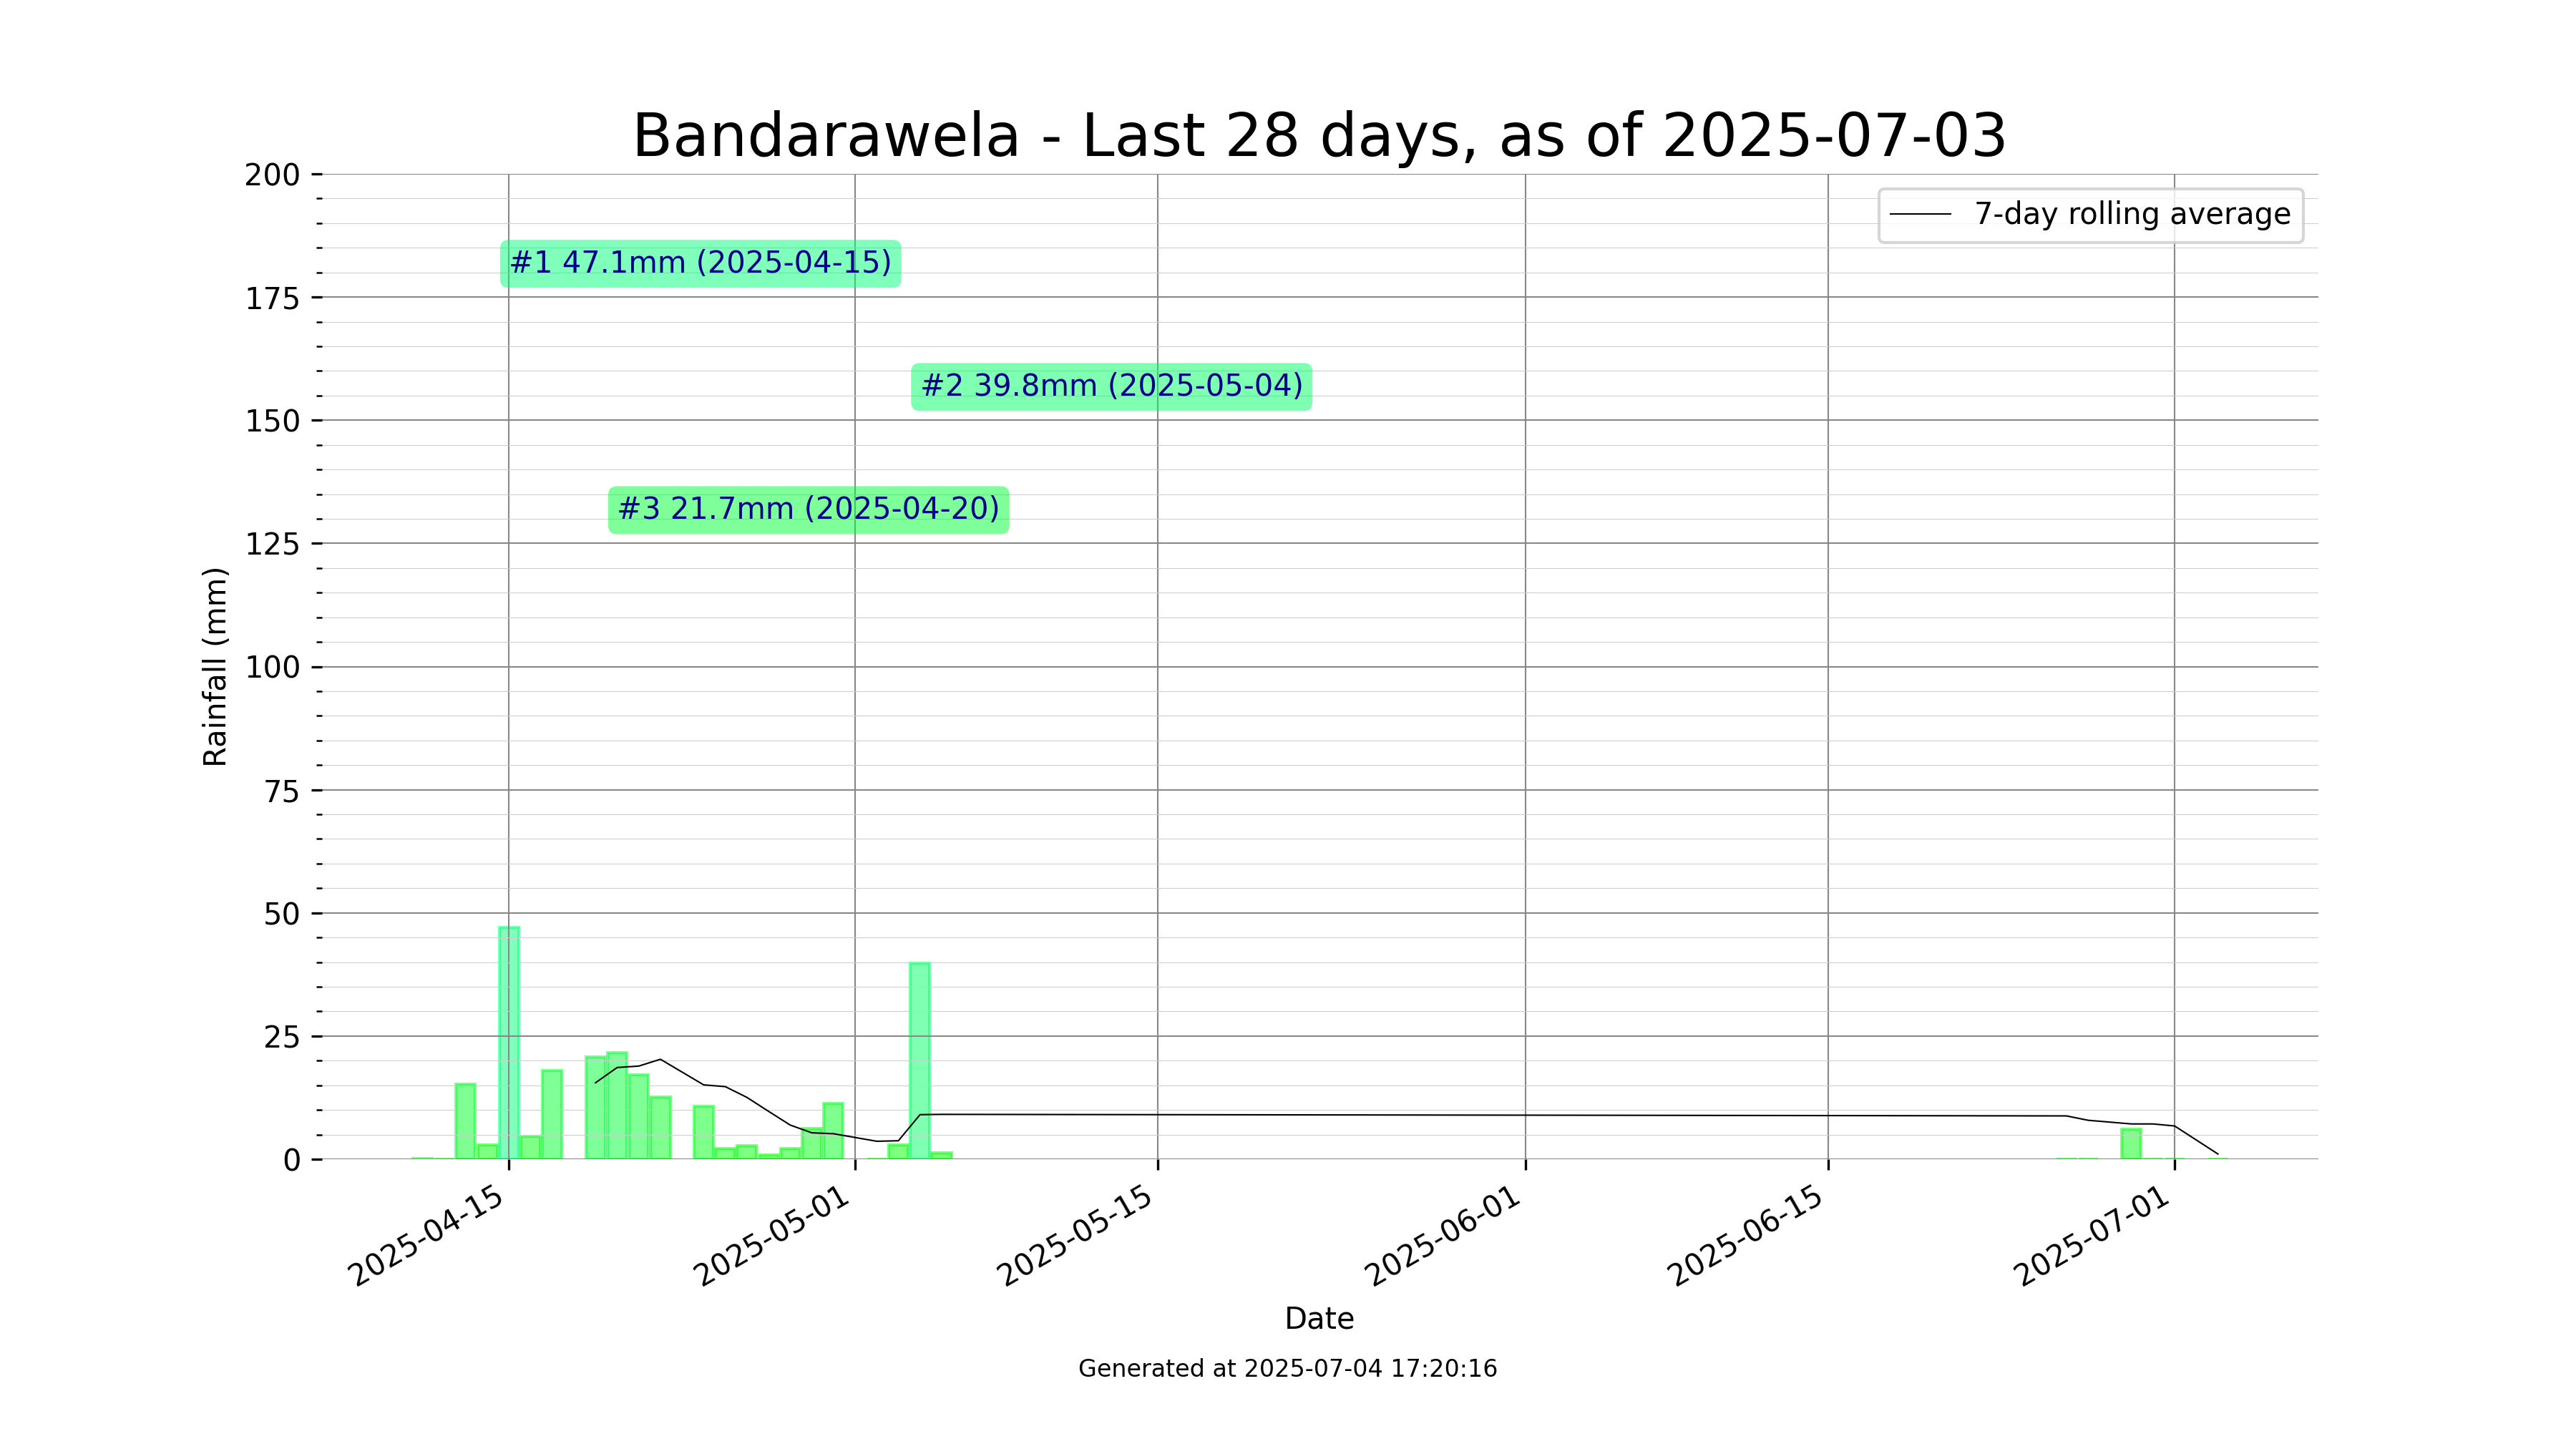 Bandarawela - Last 28 days, as of 2025-07-03
200
175
150
125
100
75
50
25
0
Rainfall (mm)
7-day rolling average
#1 47.1mm (2025-04-15)
#2 39.8mm (2025-05-04)
#3 21.7mm (2025-04-20)
2025-04-15
2025-05-01
2025-05-15
2025-06-01
2025-06-15
2025-07-01
Date
Generated at 2025-07-04 17:20:16